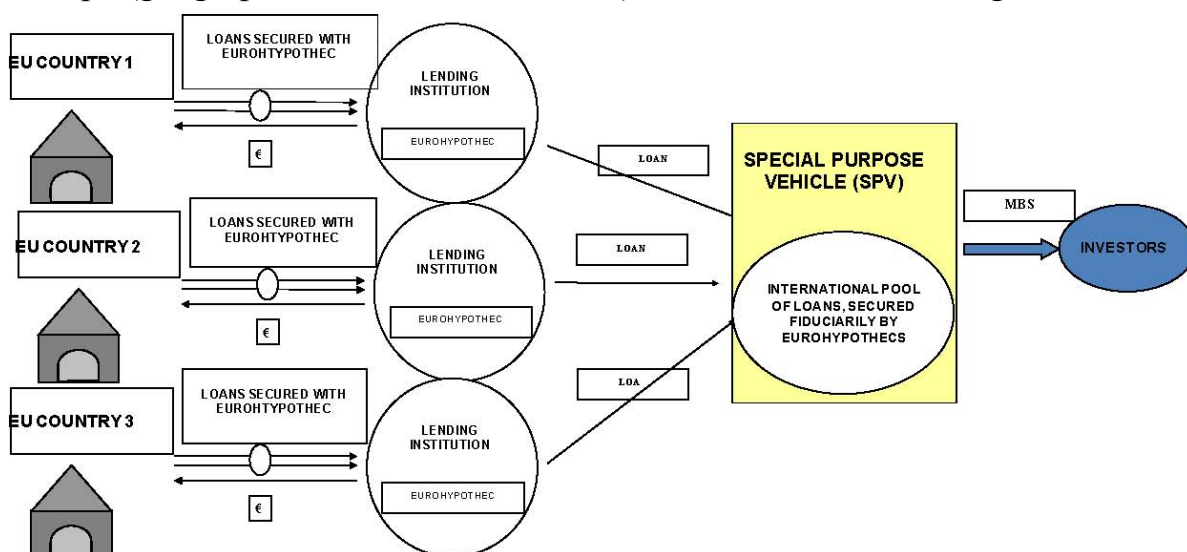 LOANS SECURED WITH
EUROHTYPOTHEC
EU COUNTRY 1
€
LENDING
INSTITUTION
EUROHYPOTHEC
LOAN
LOANS SECURED WITH
EUROHTYPOTHEC
EU COUNTRY 2
€
LENDING
INSTITUTION
EUROHYPOTHEC
LOAN
LOANS SECURED WITH
EUROHTYPOTHEC
EU COUNTRY 3
€
LENDING
INSTITUTION
EUROHYPOTHEC
LOA
SPECIAL PURPOSE
VEHICLE (SPV)
INTERNATIONAL POOL
OF LOANS, SECURED
FIDUCIARILY BY
EUROHYPOTHECS
MBS
INVESTORS